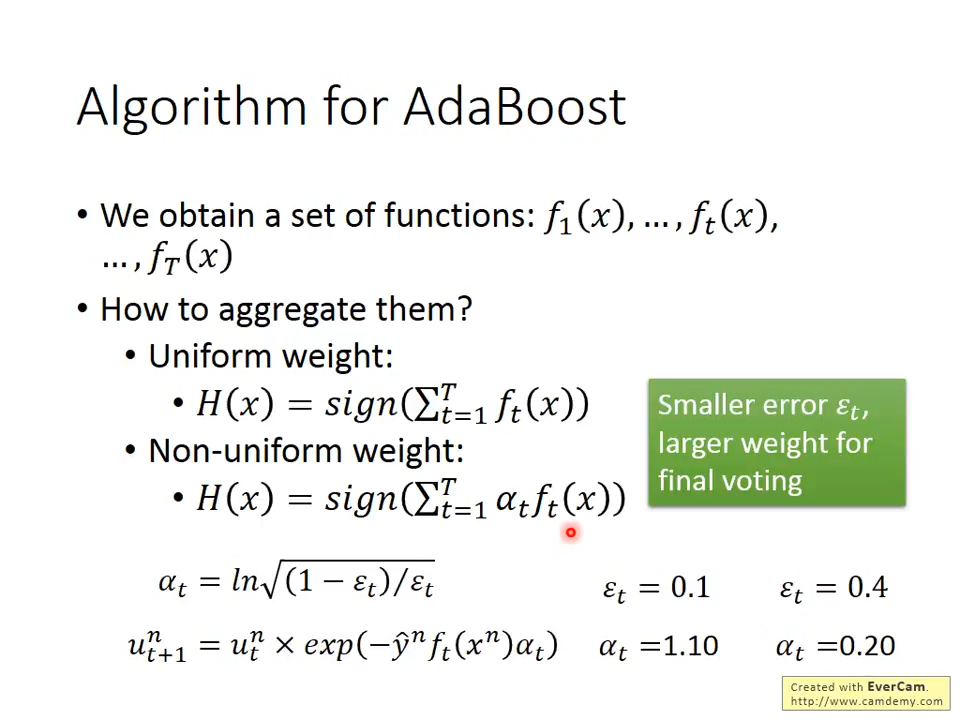 Algorithm for AdaBoost
• We obtain a set of functions: f₁(x), … , fₜ(x),
… , f_T(x)
• How to aggregate them?
• Uniform weight:
• H(x) = sign(∑ᵀₜ₌₁ fₜ(x))
• Non-uniform weight:
• H(x) = sign(∑ᵀₜ₌₁ αₜfₜ(x))
Smaller error εₜ,
larger weight for
final voting
αₜ = ln√((1 − εₜ)/εₜ)
εₜ = 0.1
εₜ = 0.4
uⁿₜ₊₁ = uⁿₜ × exp(−ŷⁿfₜ(xⁿ)αₜ)
αₜ =1.10
αₜ =0.20
Created with EverCam.
http://www.camdemy.com